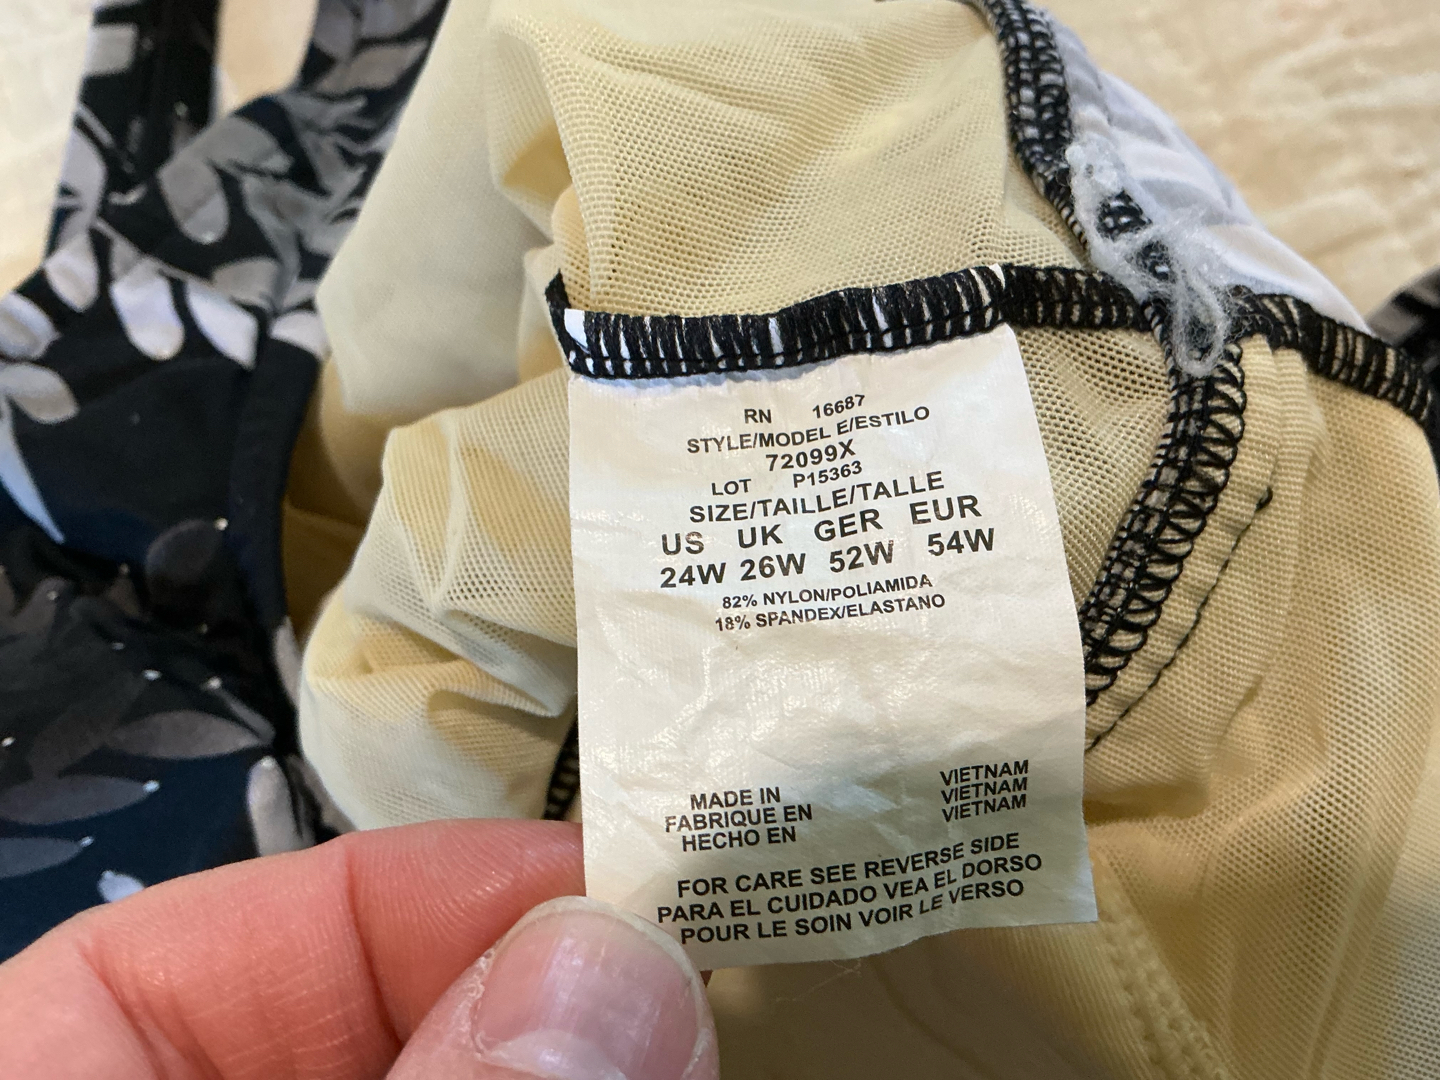 RN 16687
STYLE/MODEL E/ESTILO
72099X
LOT P15363
SIZE/TAILLE/TALLE
US UK GER EUR
24W 26W 52W 54W
82% NYLON/POLIAMIDA
18% SPANDEX/ELASTANO
MADE IN VIETNAM
FABRIQUE EN VIETNAM
HECHO EN VIETNAM
FOR CARE SEE REVERSE SIDE
PARA EL CUIDADO VEA EL DORSO
POUR LE SOIN VOIR LE VERSO